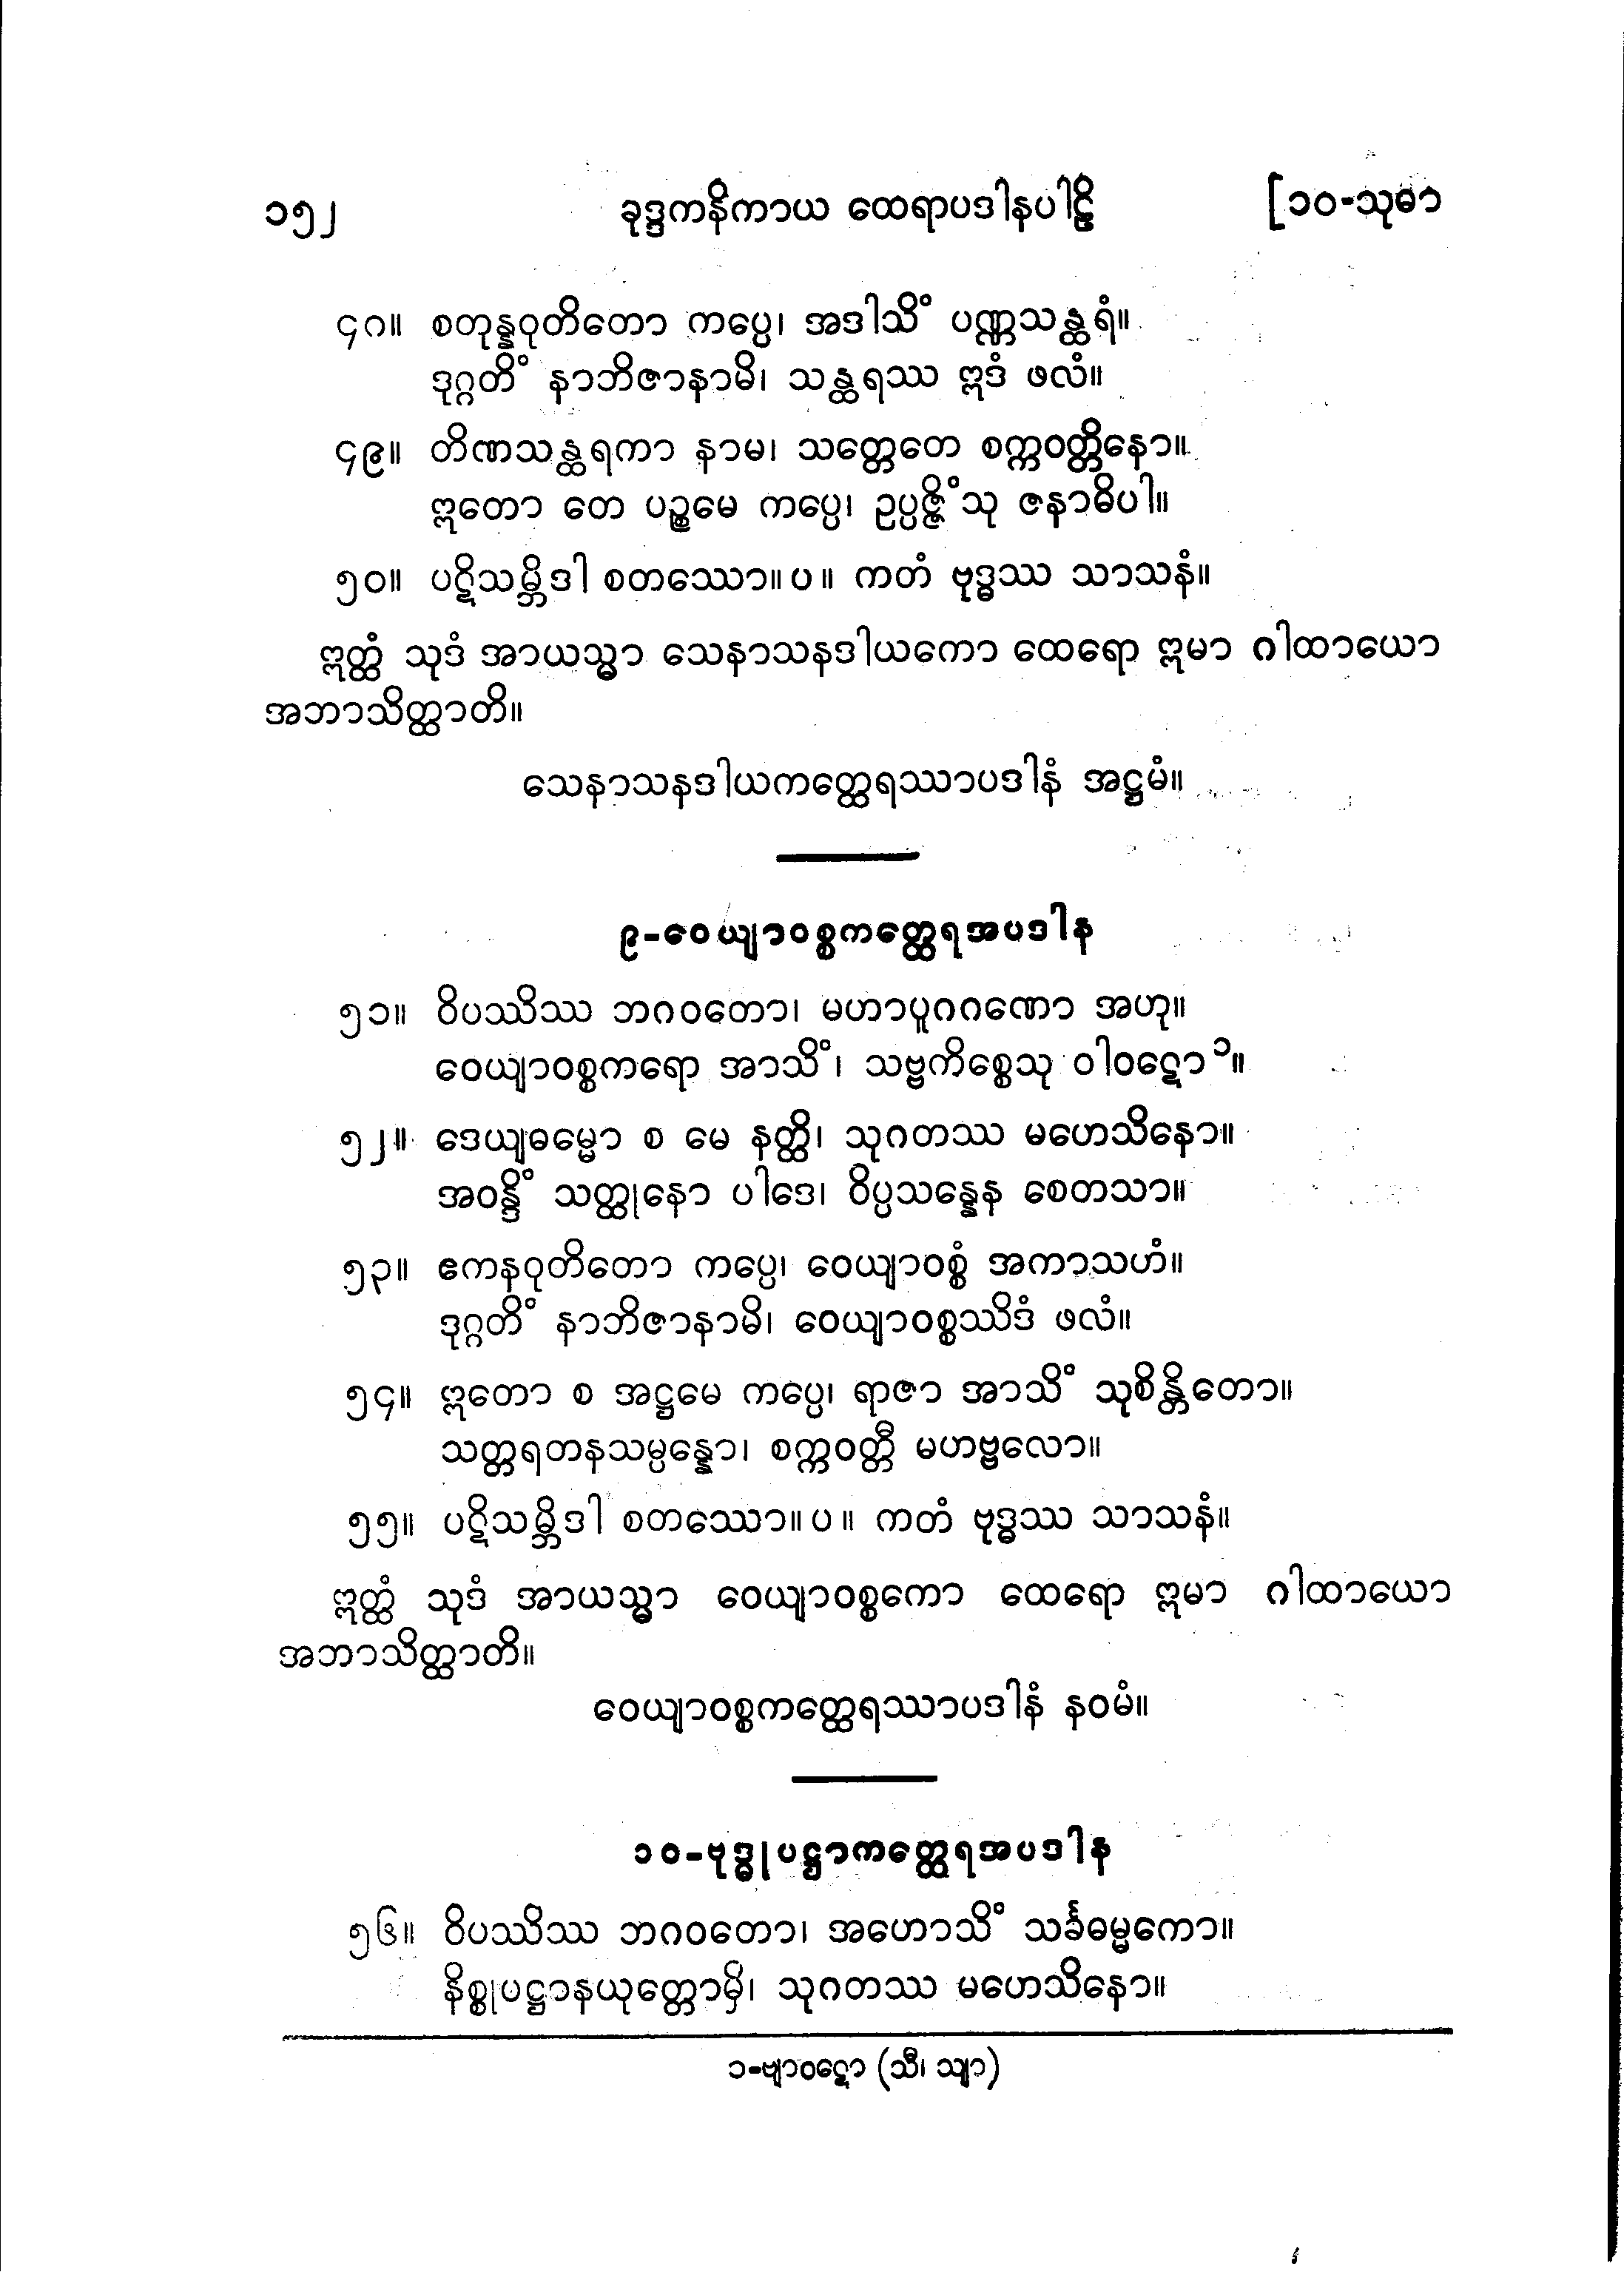 ၁၅၂ ခုဒ္ဒကနိကာယ ထေရာပဒါနပါဠိ [၁၀-သုဓာ
၄၈။ စတုန္နဝုတိတော ကပ္ပေ၊ အဒါသိံ ပဏ္ဏသန္ထရံ။
ဒုဂ္ဂတိံ နာဘိဇာနာမိ၊ သန္ထရဿ ဣဒံ ဖလံ။
၄၉။ တိဏသန္ထရကာ နာမ၊ သတ္တေတေ စက္ကဝတ္တိနော။
ဣတော တေ ပဉ္စမေ ကပ္ပေ၊ ဥပ္ပဇ္ဇိံသု ဇနာဓိပါ။
၅၀။ ပဋိသမ္ဘိဒါ စတဿော။ပ။ ကတံ ဗုဒ္ဓဿ သာသနံ။
ဣတ္ထံ သုဒံ အာယသ္မာ သေနာသနဒါယကော ထေရော ဣမာ ဂါထာယော
အဘာသိတ္ထာတိ။
သေနာသနဒါယကတ္ထေရဿာပဒါနံ အဋ္ဌမံ။
၉-ဝေယျာဝစ္စကတ္ထေရအပဒါန
၅၁။ ဝိပဿိဿ ဘဂဝတော၊ မဟာပူဂဂဏော အဟု။
ဝေယျာဝစ္စကရော အာသိံ၊ သဗ္ဗကိစ္စေသု ဝါဝဋော၁။
၅၂။ ဒေယျဓမ္မော စ မေ နတ္ထိ၊ သုဂတဿ မဟေသိနော။
အဝန္ဒိံ သတ္ထုနော ပါဒေ၊ ဝိပ္ပသန္နေန စေတသာ။
၅၃။ ဧကနဝုတိတော ကပ္ပေ၊ ဝေယျာဝစ္စံ အကာသဟံ။
ဒုဂ္ဂတိံ နာဘိဇာနာမိ၊ ဝေယျာဝစ္စဿိဒံ ဖလံ။
၅၄။ ဣတော စ အဋ္ဌမေ ကပ္ပေ၊ ရာဇာ အာသိံ သုစိန္တိတော။
သတ္တရတနသမ္ပန္နော၊ စက္ကဝတ္တီ မဟဗ္ဗလော။
၅၅။ ပဋိသမ္ဘိဒါ စတဿော။ပ။ ကတံ ဗုဒ္ဓဿ သာသနံ။
ဣတ္ထံ သုဒံ အာယသ္မာ ဝေယျာဝစ္စကော ထေရော ဣမာ ဂါထာယော
အဘာသိတ္ထာတိ။
ဝေယျာဝစ္စကတ္ထေရဿာပဒါနံ နဝမံ။
၁၀-ဗုဒ္ဓုပဋ္ဌာကတ္ထေရအပဒါန
၅၆။ ဝိပဿိဿ ဘဂဝတော၊ အဟောသိံ သင်္ခဓမ္မကော။
နိစ္စုပဋ္ဌာနယုတ္တောမှိ၊ သုဂတဿ မဟေသိနော။
၁-ဗျာဝဋော (သီ၊ သျာ)